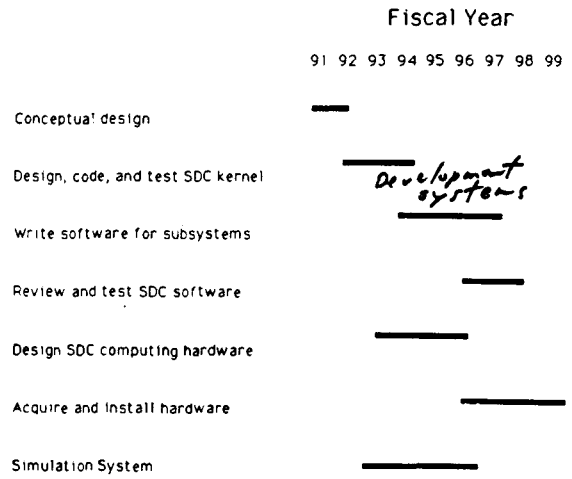 Fiscal Year
91 92 93 94 95 96 97 98 99
Conceptual design
Design, code, and test SDC kernel
Development
systems
Write software for subsystems
Review and test SDC software
Design SDC computing hardware
Acquire and install hardware
Simulation System